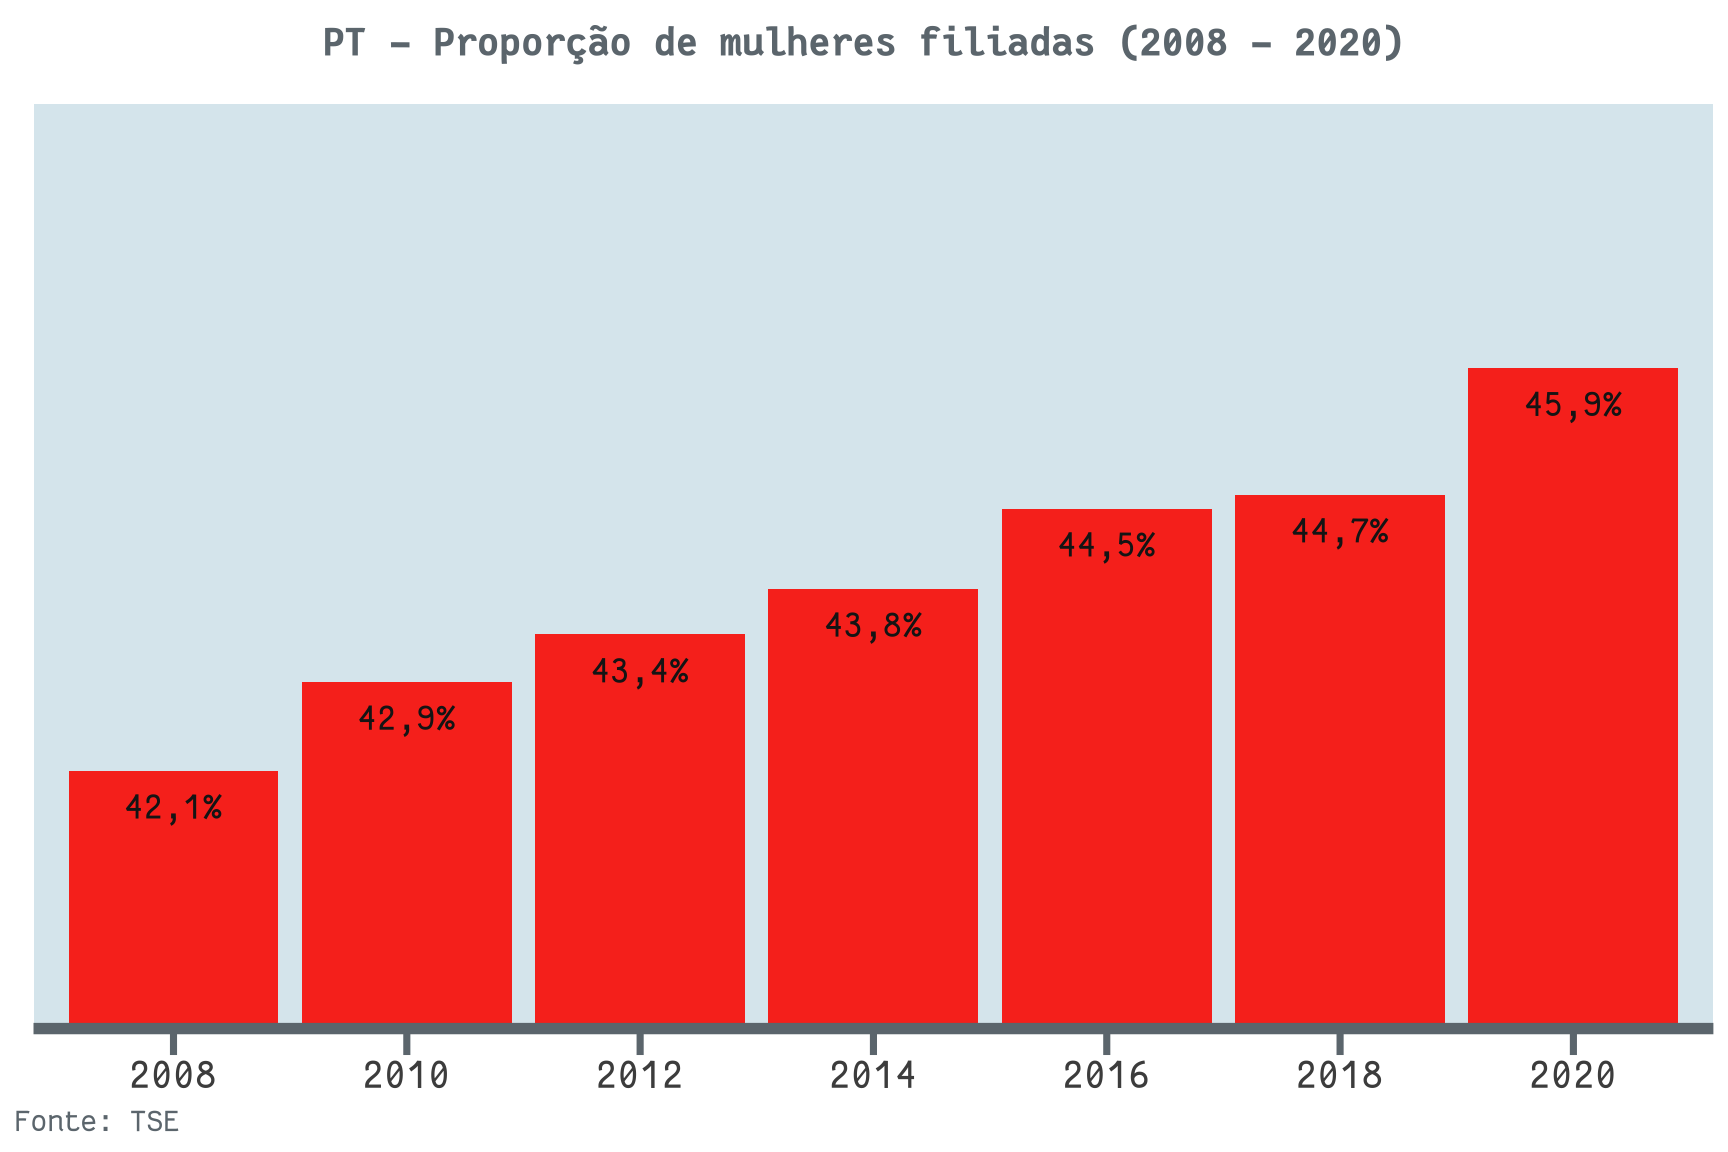 PT – Proporção de mulheres filiadas (2008 – 2020)
45,9%
44,7%
44,5%
43,8%
43,4%
42,9%
42,1%
2008 2010 2012 2014 2016 2018 2020
Fonte: TSE